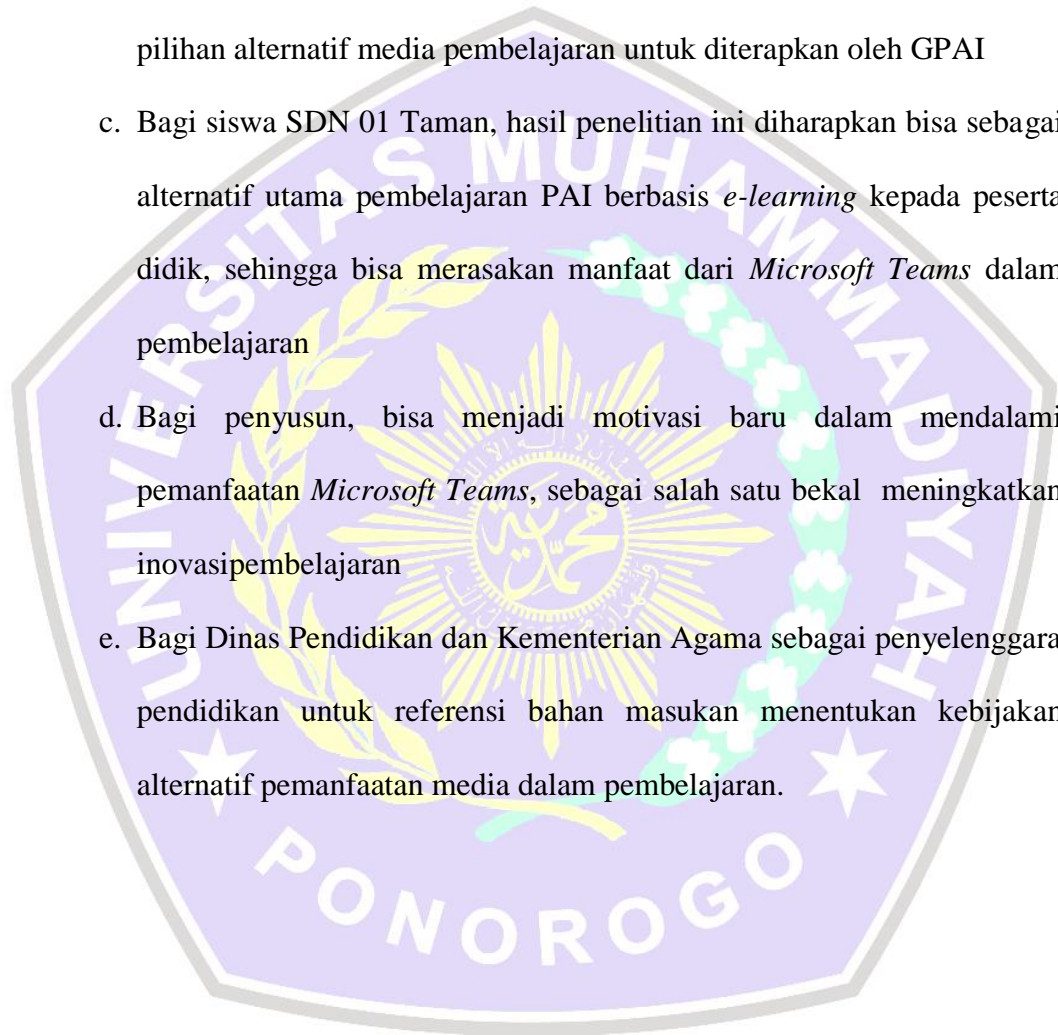 pilihan alternatif media pembelajaran untuk diterapkan oleh GPAI
c. Bagi siswa SDN 01 Taman, hasil penelitian ini diharapkan bisa sebagai
alternatif utama pembelajaran PAI berbasis e-learning kepada peserta
didik, sehingga bisa merasakan manfaat dari Microsoft Teams dalam
pembelajaran
d. Bagi penyusun, bisa menjadi motivasi baru dalam mendalami
pemanfaatan Microsoft Teams, sebagai salah satu bekal meningkatkan
inovasipembelajaran
e. Bagi Dinas Pendidikan dan Kementerian Agama sebagai penyelenggara
pendidikan untuk referensi bahan masukan menentukan kebijakan
alternatif pemanfaatan media dalam pembelajaran.
UNIVERSITAS MUHAMMADIYAH
PONOROGO